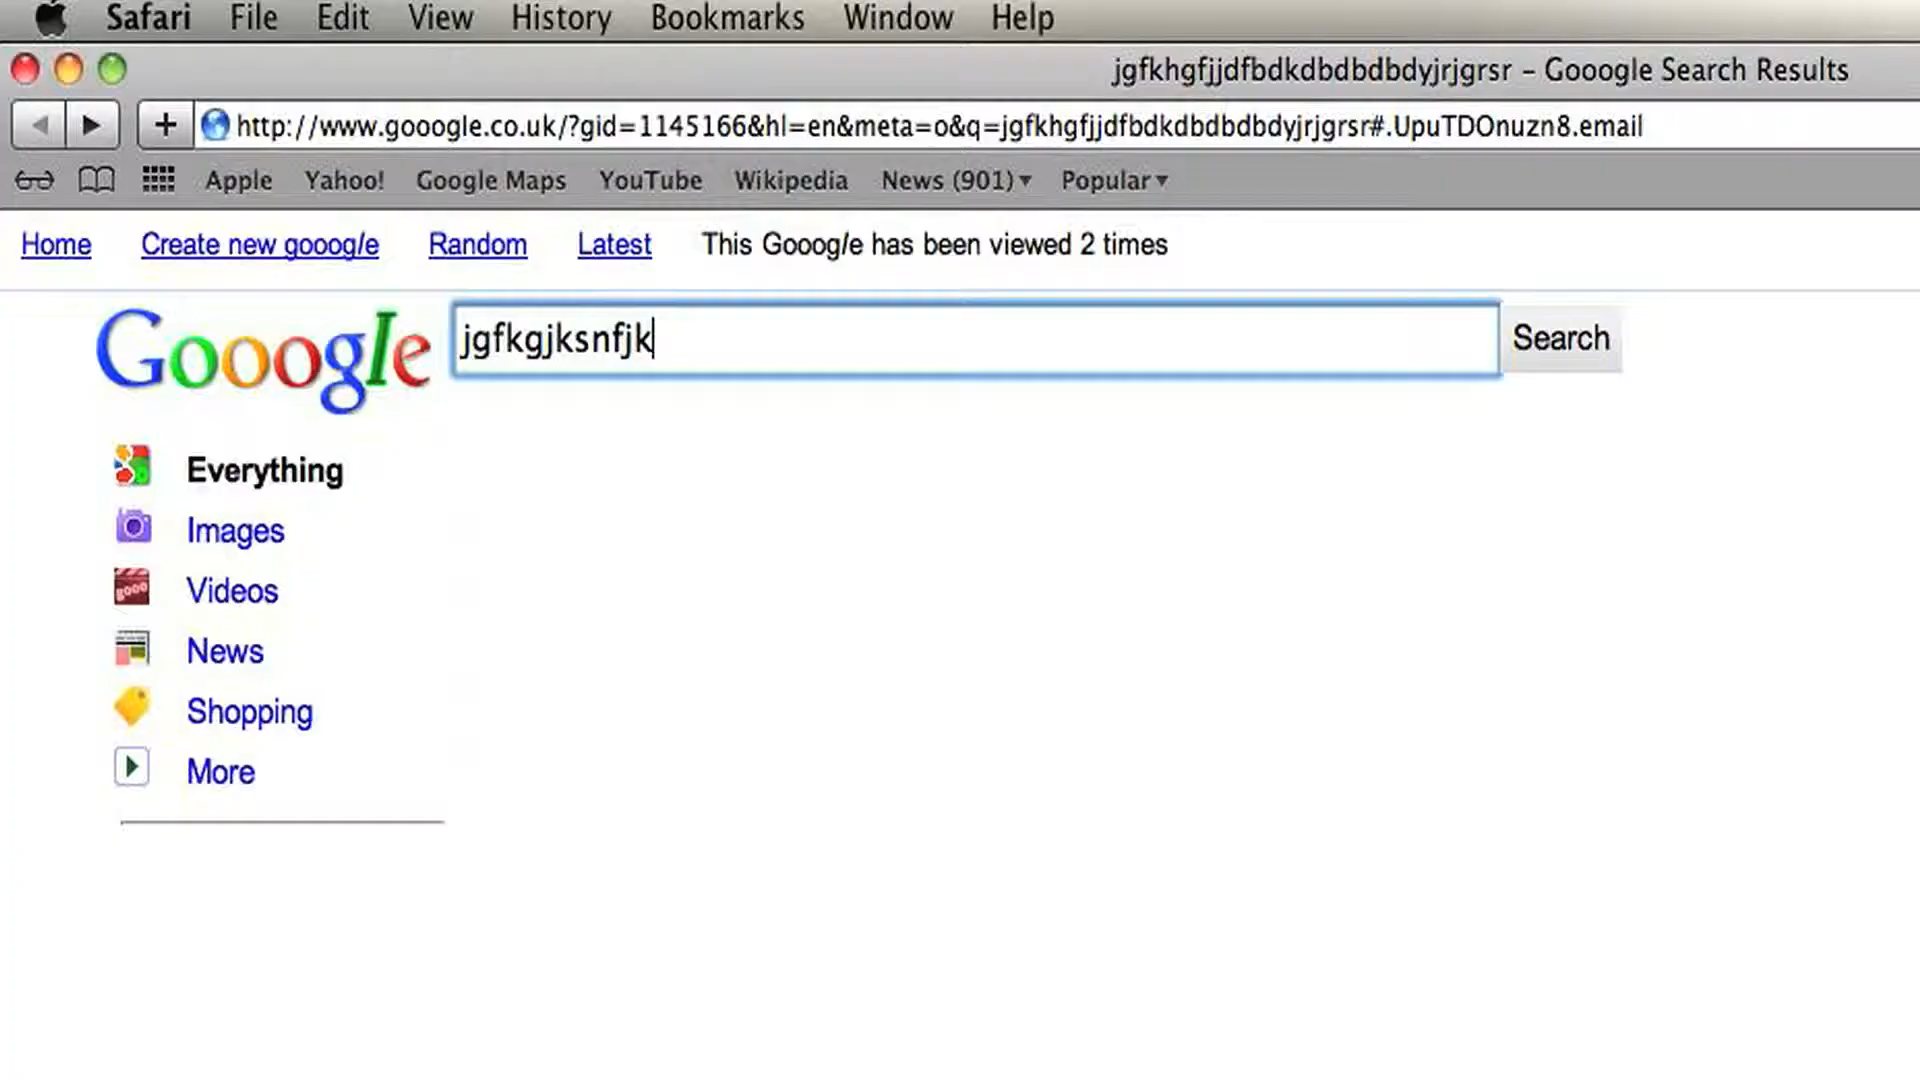 Safari File Edit View History Bookmarks Window Help
jgfkhgfjjdfbdkdbdbdbdyjrjgrsr – Gooogle Search Results
http://www.gooogle.co.uk/?gid=1145166&hl=en&meta=o&q=jgfkhgfjjdfbdkdbdbdbdyjrjgrsr#.UpuTDOnuzn8.email
Apple Yahoo! Google Maps YouTube Wikipedia News (901) Popular
Home Create new gooogle Random Latest This Gooogle has been viewed 2 times
Gooogle jgfkgjksnfjk Search
Everything
Images
gooo Videos
News
Shopping
More